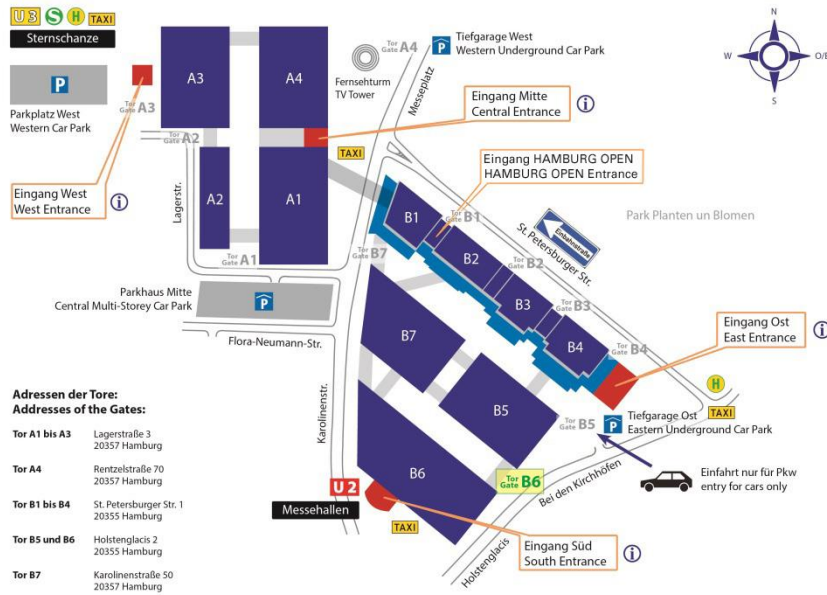 U3 S H TAXI
Sternschanze
P
Parkplatz West
Western Car Park
Tor
Gate A3
Tor
Gate A2
Eingang West
West Entrance
i
Lagerstr.
A3
A4
A2
A1
Tor
Gate A1
Fernsehturm
TV Tower
Tor
Gate A4
Messeplatz
P
Tiefgarage West
Western Underground Car Park
N
W
O/E
S
Eingang Mitte
Central Entrance
i
TAXI
Eingang HAMBURG OPEN
HAMBURG OPEN Entrance
Einbahnstraße
St. Petersburger Str.
Park Planten un Blomen
B1
Tor
Gate B1
B2
Tor
Gate B2
B3
Tor
Gate B3
B4
Tor
Gate B4
Tor
Gate B7
B7
B5
B6
Parkhaus Mitte
Central Multi-Storey Car Park
P
Flora-Neumann-Str.
Karolinenstr.
Eingang Ost
East Entrance
i
H
TAXI
Tor
Gate B5
P
Tiefgarage Ost
Eastern Underground Car Park
Einfahrt nur für Pkw
entry for cars only
Tor
Gate B6
Bei den Kirchhöfen
Holstenglacis
U2
Messehallen
TAXI
Eingang Süd
South Entrance
i
Adressen der Tore:
Addresses of the Gates:
Tor A1 bis A3 Lagerstraße 3
20357 Hamburg
Tor A4 Rentzelstraße 70
20357 Hamburg
Tor B1 bis B4 St. Petersburger Str. 1
20355 Hamburg
Tor B5 und B6 Holstenglacis 2
20355 Hamburg
Tor B7 Karolinenstraße 50
20357 Hamburg